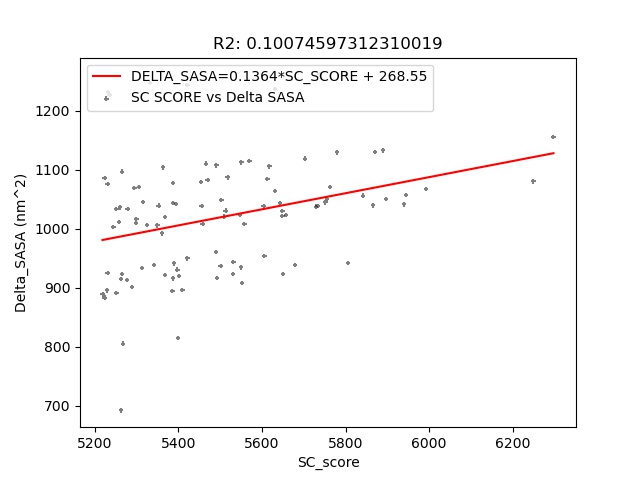 R2: 0.10074597312310019
DELTA_SASA=0.1364*SC_SCORE + 268.55
SC SCORE vs Delta SASA
1200
1100
1000
900
800
700
Delta_SASA (nm^2)
5200 5400 5600 5800 6000 6200
SC_score